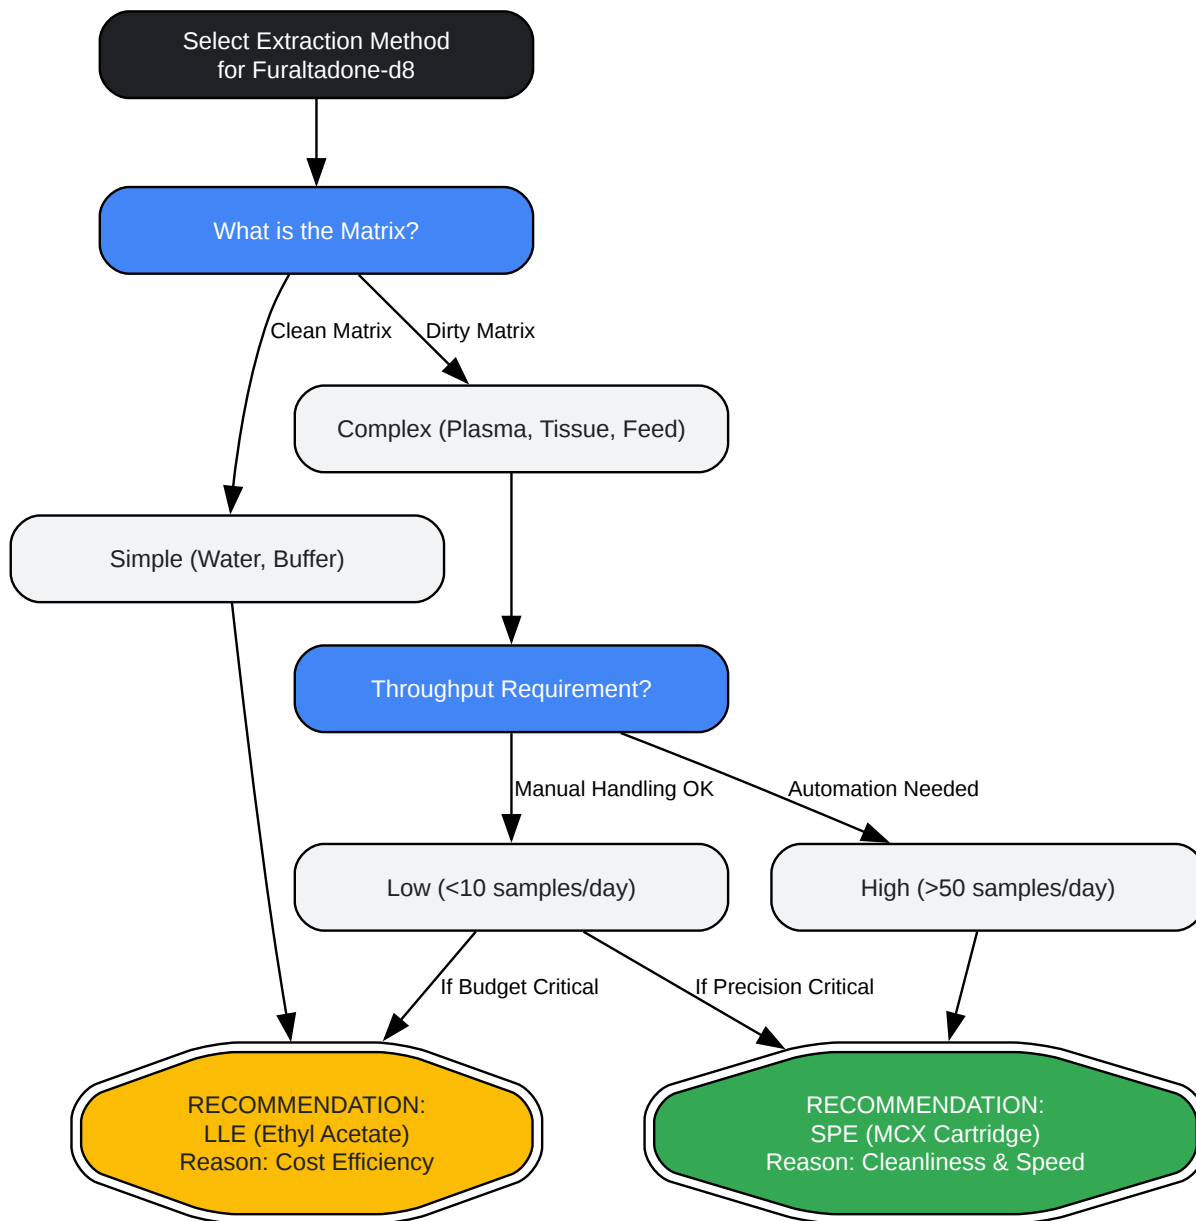 Select Extraction Method
for Furaltadone-d8
What is the Matrix?
Clean Matrix
Dirty Matrix
Complex (Plasma, Tissue, Feed)
Simple (Water, Buffer)
Throughput Requirement?
Manual Handling OK
Automation Needed
Low (<10 samples/day)
High (>50 samples/day)
If Budget Critical
If Precision Critical
RECOMMENDATION:
LLE (Ethyl Acetate)
Reason: Cost Efficiency
RECOMMENDATION:
SPE (MCX Cartridge)
Reason: Cleanliness & Speed